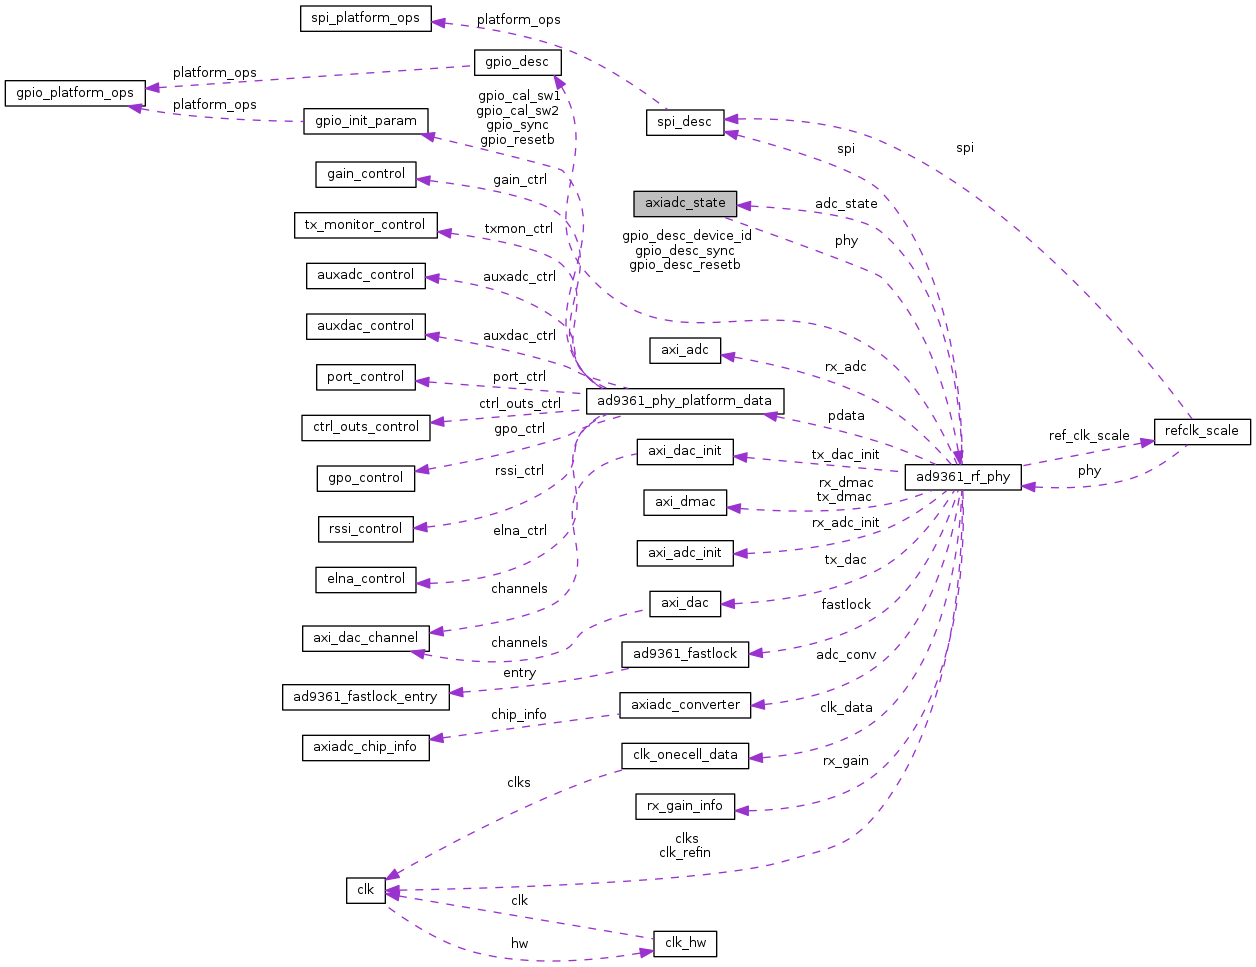 spi_platform_ops
platform_ops
gpio_desc
platform_ops
gpio_platform_ops
platform_ops
gpio_init_param
gpio_cal_sw1
gpio_cal_sw2
gpio_sync
gpio_resetb
spi_desc
spi
spi
gain_control
gain_ctrl
axiadc_state
adc_state
tx_monitor_control
txmon_ctrl
gpio_desc_device_id
gpio_desc_sync
gpio_desc_resetb
phy
auxadc_control
auxadc_ctrl
auxdac_control
auxdac_ctrl
axi_adc
rx_adc
port_control
port_ctrl
ad9361_phy_platform_data
pdata
ctrl_outs_control
ctrl_outs_ctrl
gpo_ctrl
refclk_scale
ref_clk_scale
phy
axi_dac_init
tx_dac_init
gpo_control
rssi_ctrl
ad9361_rf_phy
rx_dmac
tx_dmac
axi_dmac
rssi_control
elna_ctrl
rx_adc_init
axi_adc_init
tx_dac
elna_control
channels
axi_dac
fastlock
axi_dac_channel
channels
ad9361_fastlock
adc_conv
entry
ad9361_fastlock_entry
axiadc_converter
clk_data
chip_info
axiadc_chip_info
clk_onecell_data
rx_gain
clks
rx_gain_info
clks
clk_refin
clk
clk
hw
clk_hw